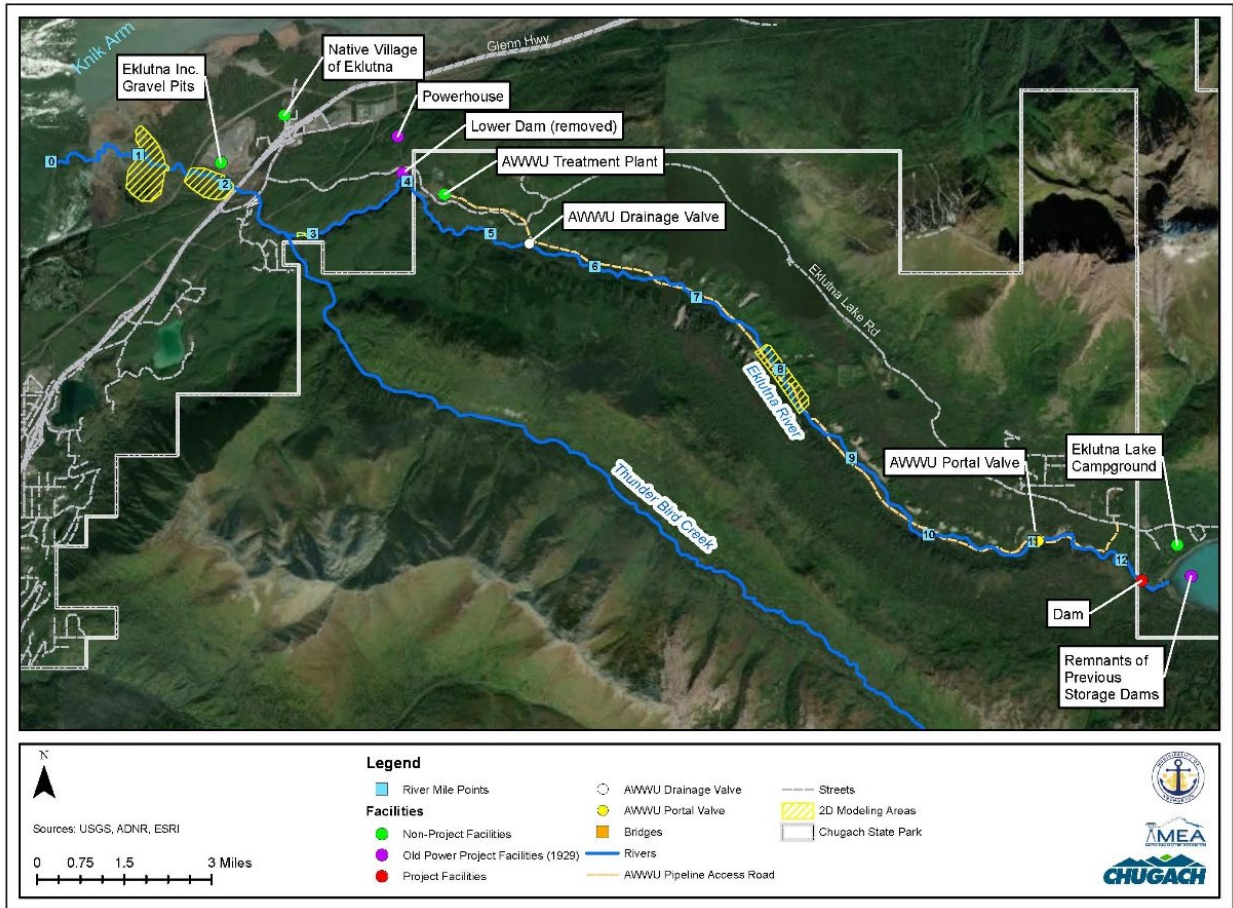 Knik Arm
Glenn Hwy
Native Village
of Eklutna
Eklutna Inc.
Gravel Pits
Powerhouse
Lower Dam (removed)
AWWU Treatment Plant
AWWU Drainage Valve
0
1
2
3
4
5
6
7
8
9
10
11
12
Eklutna Lake Rd
Eklutna River
Thunder Bird Creek
AWWU Portal Valve
Eklutna Lake
Campground
Dam
Remnants of
Previous
Storage Dams
N
Sources: USGS, ADNR, ESRI
0 0.75 1.5 3 Miles
Legend
River Mile Points
Facilities
Non-Project Facilities
Old Power Project Facilities (1929)
Project Facilities
AWWU Drainage Valve
AWWU Portal Valve
Bridges
Rivers
AWWU Pipeline Access Road
Streets
2D Modeling Areas
Chugach State Park
MEA
CHUGACH